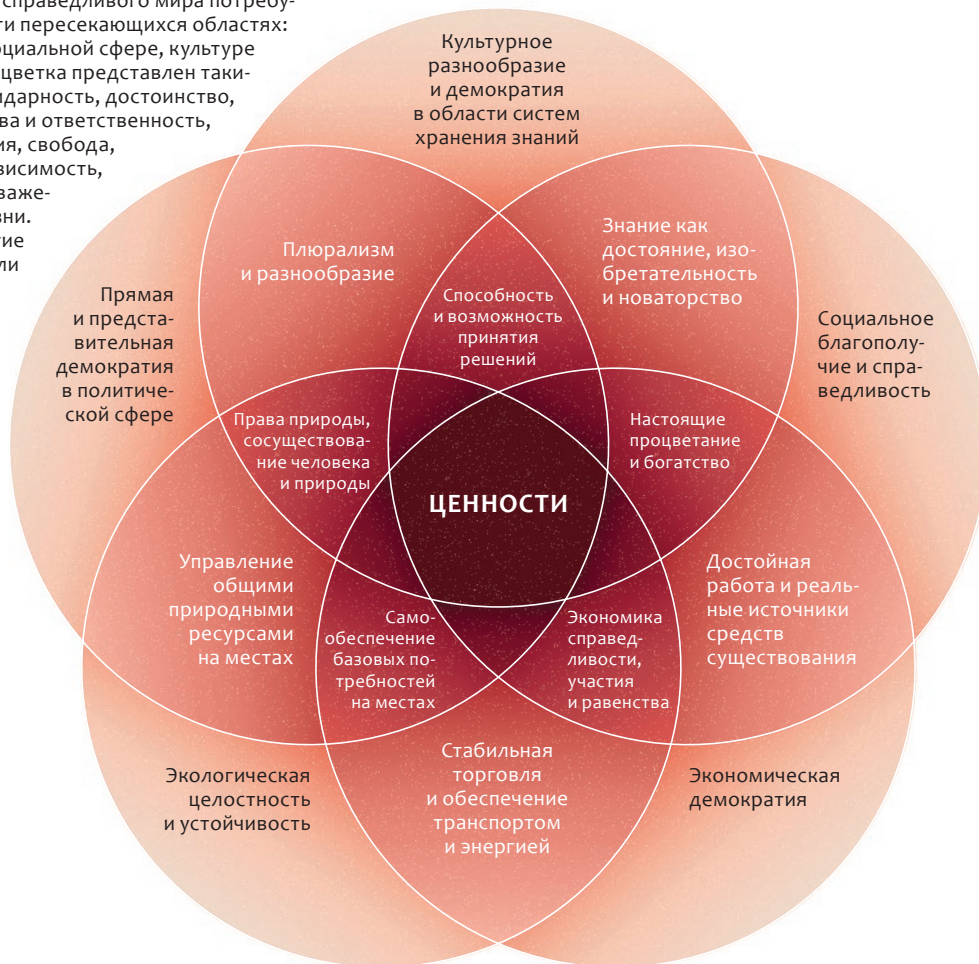 справедливого мира потребу-
ти пересекающихся областях:
оциальной сфере, культуре
цветка представлен таки-
идарность, достоинство,
ва и ответственность,
ия, свобода,
висимость,
важе-
зни.
тие
ли
Культурное
разнообразие
и демократия
в области систем
хранения знаний
Плюрализм
и разнообразие
Знание как
достояние, изо-
бретательность
и новаторство
Способность
и возможность
принятия
решений
Прямая
и предста-
вительная
демократия
в политиче-
ской сфере
Социальное
благополу-
чие и спра-
ведливость
Права природы,
сосуществова-
ние человека
и природы
Настоящие
процветание
и богатство
ЦЕННОСТИ
Управление
общими
природными
ресурсами
на местах
Само-
обеспечение
базовых по-
требностей
на местах
Экономика
справед-
ливости,
участия
и равенства
Достойная
работа и реаль-
ные источники
средств
существования
Экологическая
целостность
и устойчивость
Стабильная
торговля
и обеспечение
транспортом
и энергией
Экономическая
демократия